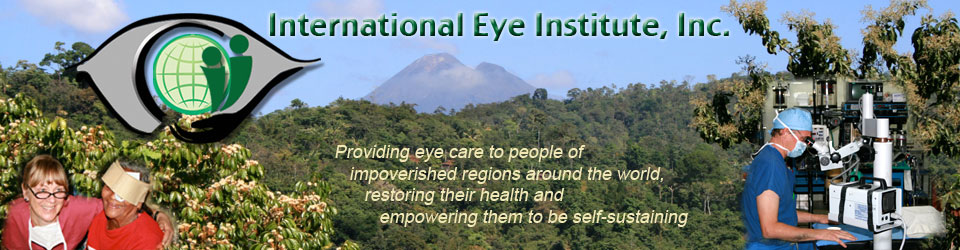 International Eye Institute, Inc.
Providing eye care to people of
impoverished regions around the world,
restoring their health and
empowering them to be self-sustaining